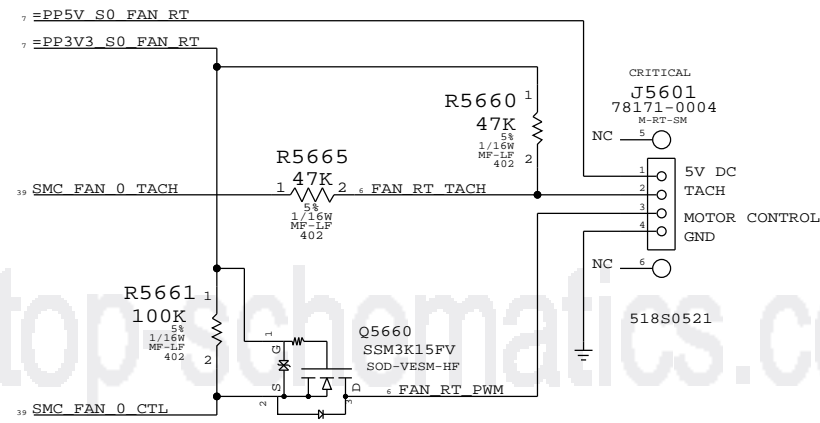 7 =PP5V_S0_FAN_RT
7 =PP3V3_S0_FAN_RT
CRITICAL
J5601
78171-0004
M-RT-SM
NC 5
R5660 1
47K
5%
1/16W
MF-LF
402 2
R5665
47K
1 2
5%
1/16W
MF-LF
402
39 SMC_FAN_0_TACH
6 FAN_RT_TACH
1 5V DC
2 TACH
3 MOTOR CONTROL
4 GND
NC 6
518S0521
R5661 1
100K
5%
1/16W
MF-LF
402 2
Q5660
SSM3K15FV
SOD-VESM-HF
1 G
S D
2 3
6 FAN_RT_PWM
39 SMC_FAN_0_CTL
top-schematics.c